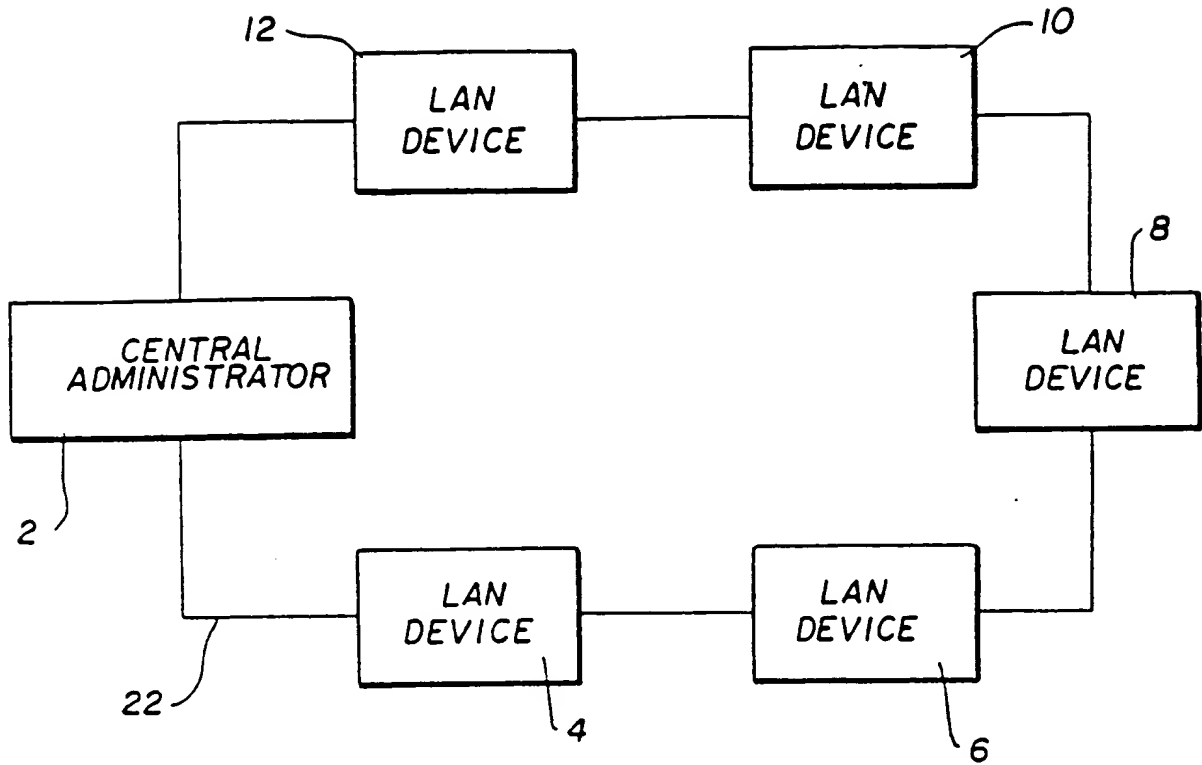 12
10
LAN
DEVICE
LAN
DEVICE
8
CENTRAL
ADMINISTRATOR
LAN
DEVICE
2
LAN
DEVICE
LAN
DEVICE
22
4
6